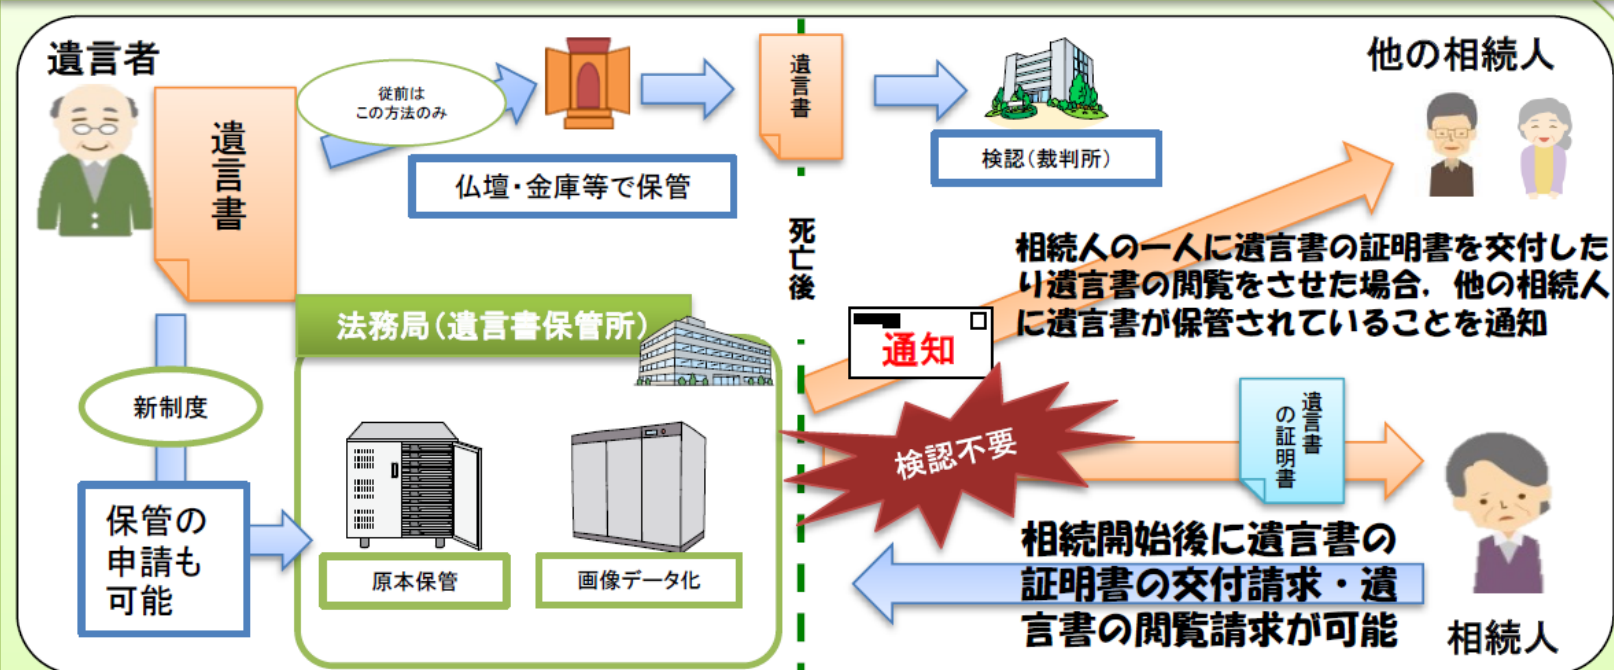 遺言者
遺言書
従前は
この方法のみ
仏壇・金庫等で保管
遺言書
検認(裁判所)
他の相続人
死亡後
相続人の一人に遺言書の証明書を交付した
り遺言書の閲覧をさせた場合，他の相続人
に遺言書が保管されていることを通知
通知
法務局(遺言書保管所)
新制度
保管の
申請も
可能
原本保管
画像データ化
検認不要
遺言書
の証明書
相続開始後に遺言書の
証明書の交付請求・遺
言書の閲覧請求が可能
相続人